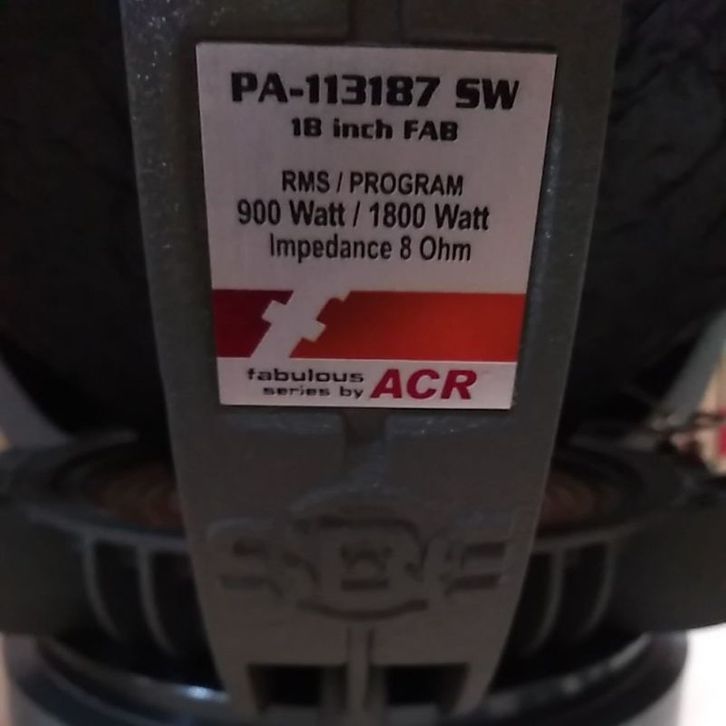 PA-113187 SW
18 inch FAB
RMS / PROGRAM
900 Watt / 1800 Watt
Impedance 8 Ohm
fabulous
series by ACR